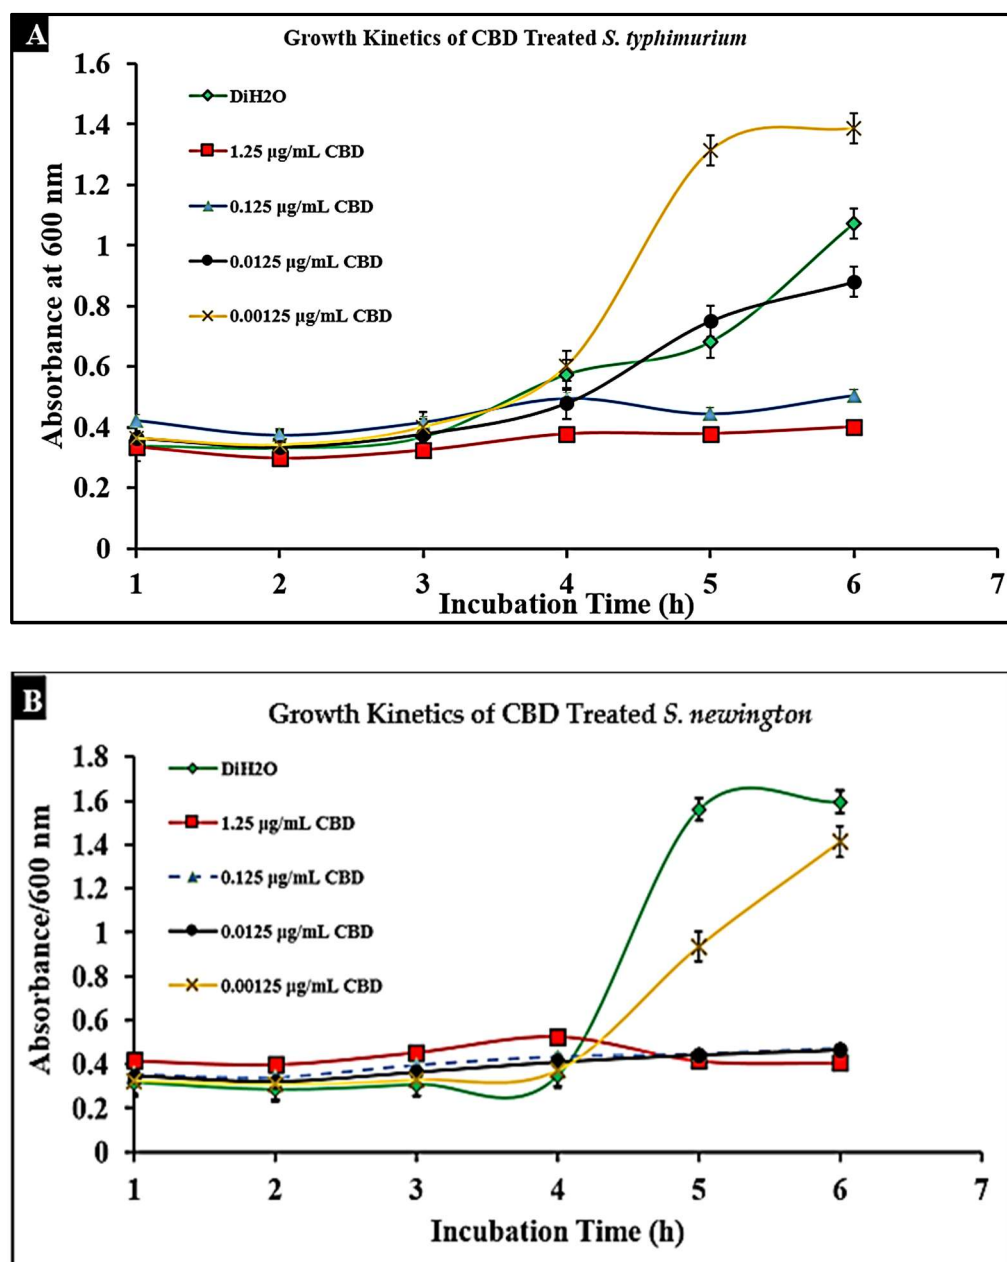 A
Growth Kinetics of CBD Treated S. typhimurium
1.6
1.4
1.2
1
0.8
0.6
0.4
0.2
0
Absorbance at 600 nm
DiH2O
1.25 µg/mL CBD
0.125 µg/mL CBD
0.0125 µg/mL CBD
0.00125 µg/mL CBD
1 2 3 4 5 6 7
Incubation Time (h)
B
Growth Kinetics of CBD Treated S. newington
1.8
1.6
1.4
1.2
1
0.8
0.6
0.4
0.2
0
Absorbance/600 nm
DiH2O
1.25 µg/mL CBD
0.125 µg/mL CBD
0.0125 µg/mL CBD
0.00125 µg/mL CBD
1 2 3 4 5 6 7
Incubation Time (h)